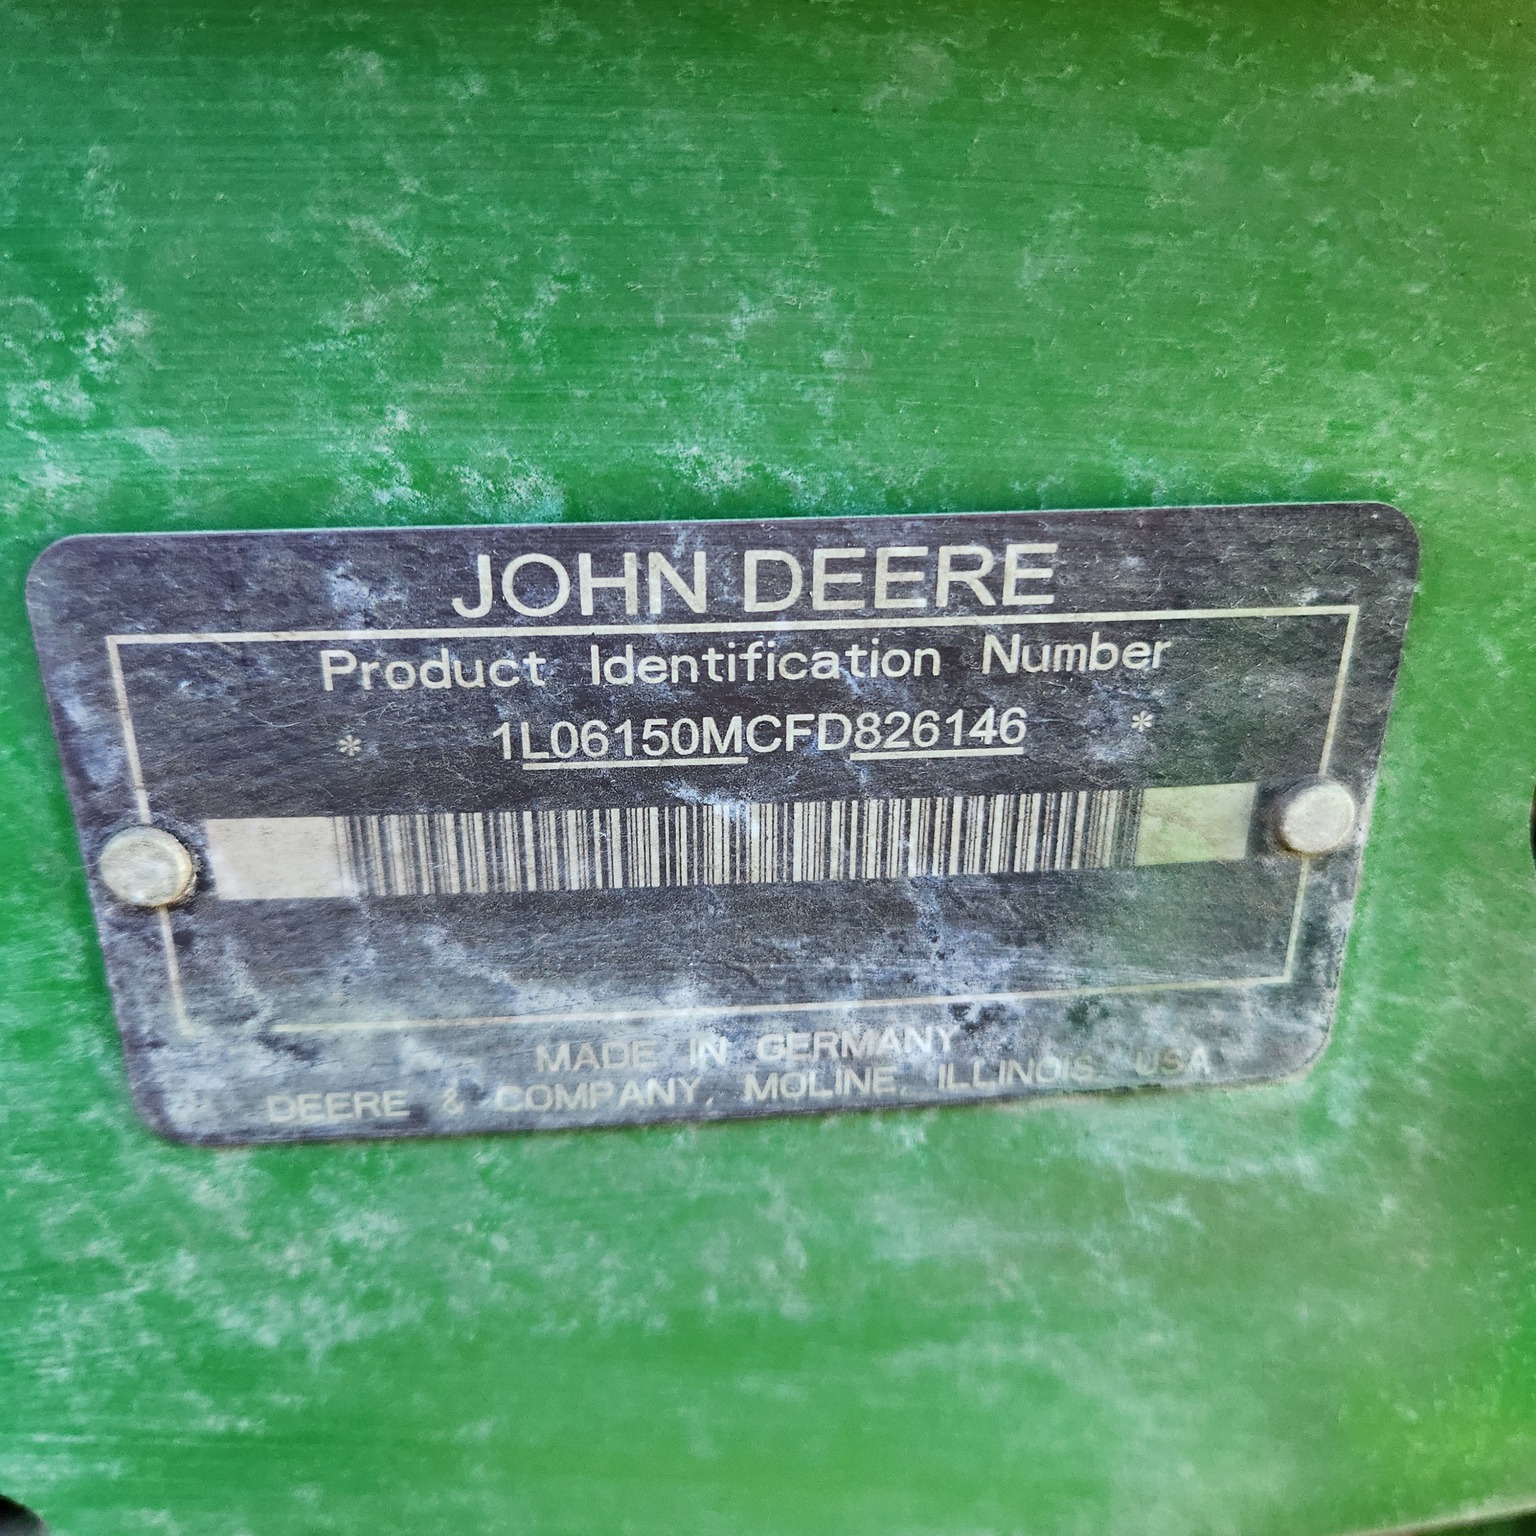 JOHN DEERE
Product Identification Number
* 1L06150MCFD826146 *
MADE IN GERMANY
DEERE & COMPANY, MOLINE, ILLINOIS, USA